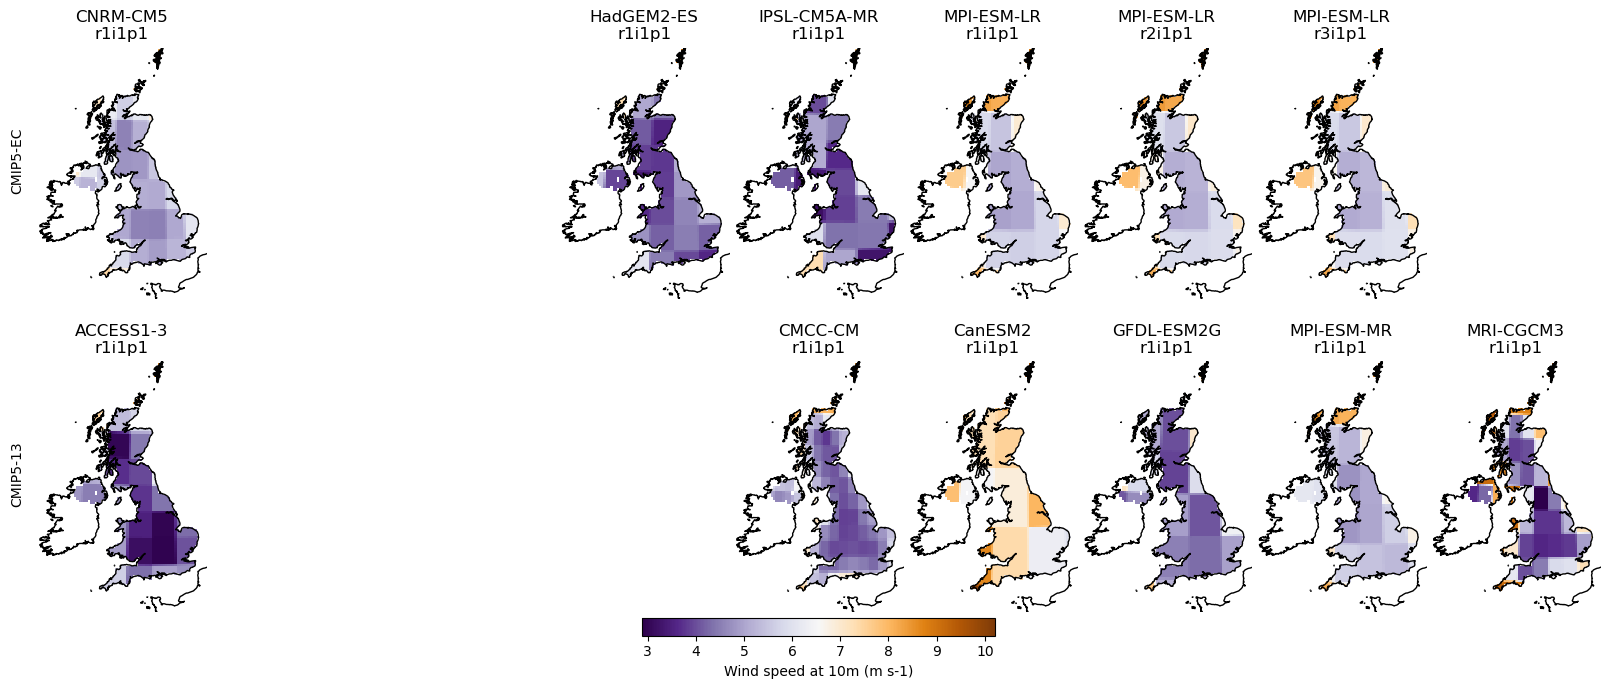 CNRM-CM5
r1i1p1
HadGEM2-ES
r1i1p1
IPSL-CM5A-MR
r1i1p1
MPI-ESM-LR
r1i1p1
MPI-ESM-LR
r2i1p1
MPI-ESM-LR
r3i1p1
CMIP5-EC
ACCESS1-3
r1i1p1
CMCC-CM
r1i1p1
CanESM2
r1i1p1
GFDL-ESM2G
r1i1p1
MPI-ESM-MR
r1i1p1
MRI-CGCM3
r1i1p1
CMIP5-13
3 4 5 6 7 8 9 10
Wind speed at 10m (m s-1)